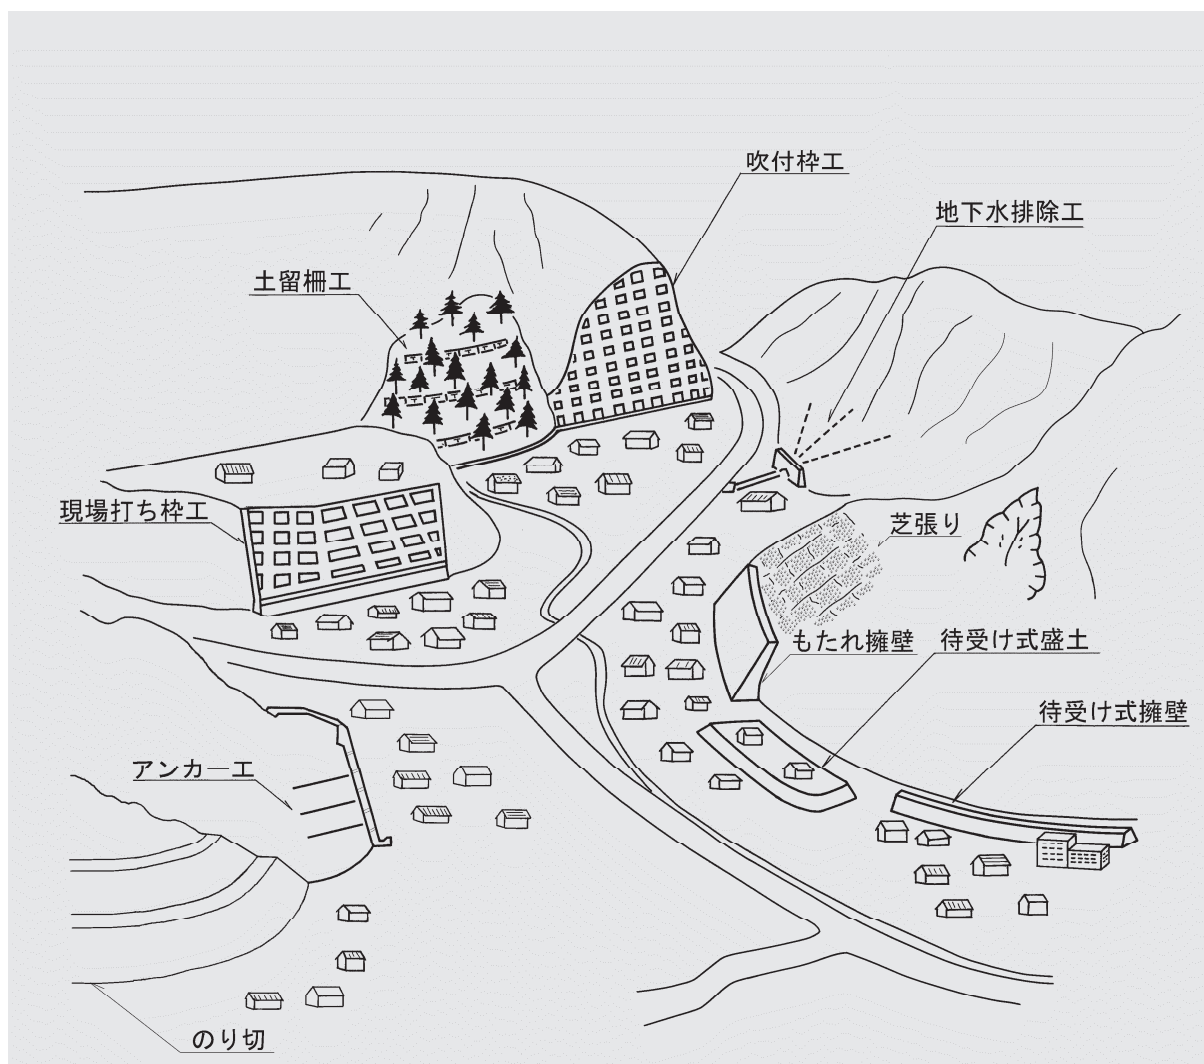 吹付枠工
地下水排除工
土留柵工
現場打ち枠工
芝張り
もたれ擁壁
待受け式盛土
待受け式擁壁
アンカー工
のり切